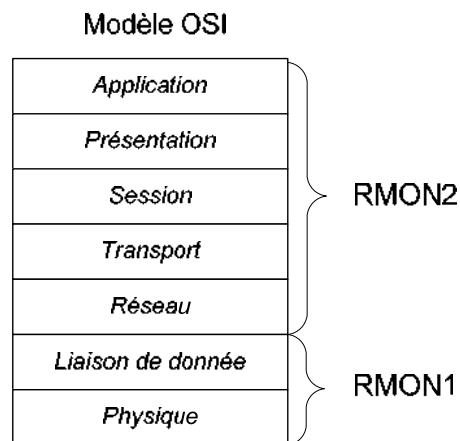 Modèle OSI
Application
Présentation
Session
Transport
Réseau
Liaison de donnée
Physique
RMON2
RMON1